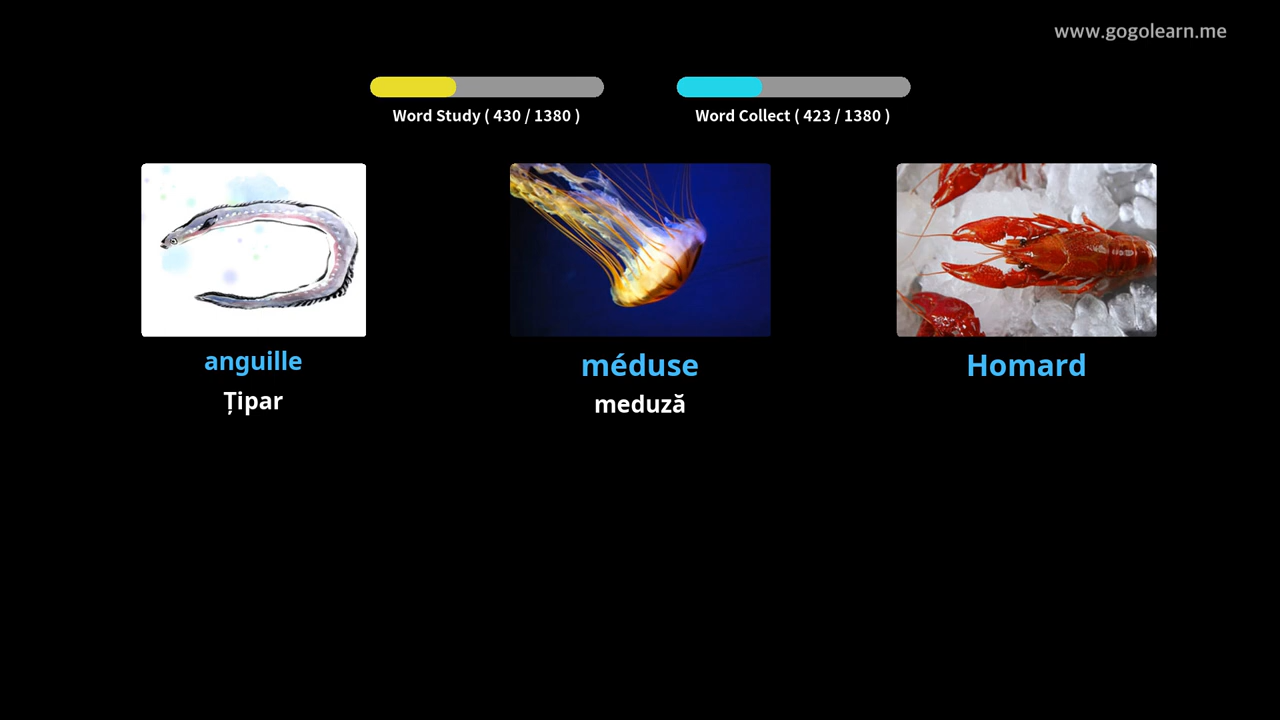 www.gogolearn.me
Word Study ( 430 / 1380 )
Word Collect ( 423 / 1380 )
anguille
Țipar
méduse
meduză
Homard